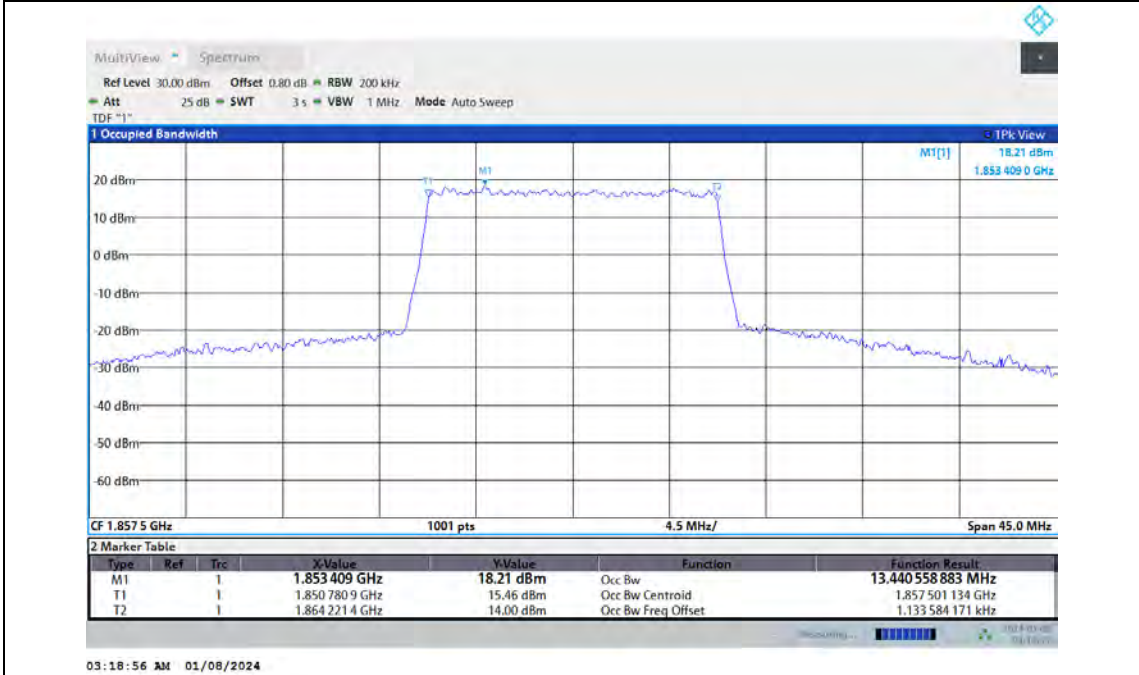 MultiView Spectrum
Ref Level 30.00 dBm Offset 0.80 dB RBW 200 kHz
Att 25 dB SWT 3 s VBW 1 MHz Mode Auto Sweep
TDF "1"
1 Occupied Bandwidth 1Pk View
M1[1] 18.21 dBm
1.853 409 0 GHz
M1
T1
T2
20 dBm
10 dBm
0 dBm
-10 dBm
-20 dBm
-30 dBm
-40 dBm
-50 dBm
-60 dBm
CF 1.857 5 GHz 1001 pts 4.5 MHz/ Span 45.0 MHz
2 Marker Table
Type Ref Trc X-Value Y-Value Function Function Result
M1 1 1.853 409 GHz 18.21 dBm Occ Bw 13.440 558 883 MHz
T1 1 1.850 780 9 GHz 15.46 dBm Occ Bw Centroid 1.857 501 134 GHz
T2 1 1.864 221 4 GHz 14.00 dBm Occ Bw Freq Offset 1.133 584 171 kHz
Measuring...
03:18:56 AM 01/08/2024